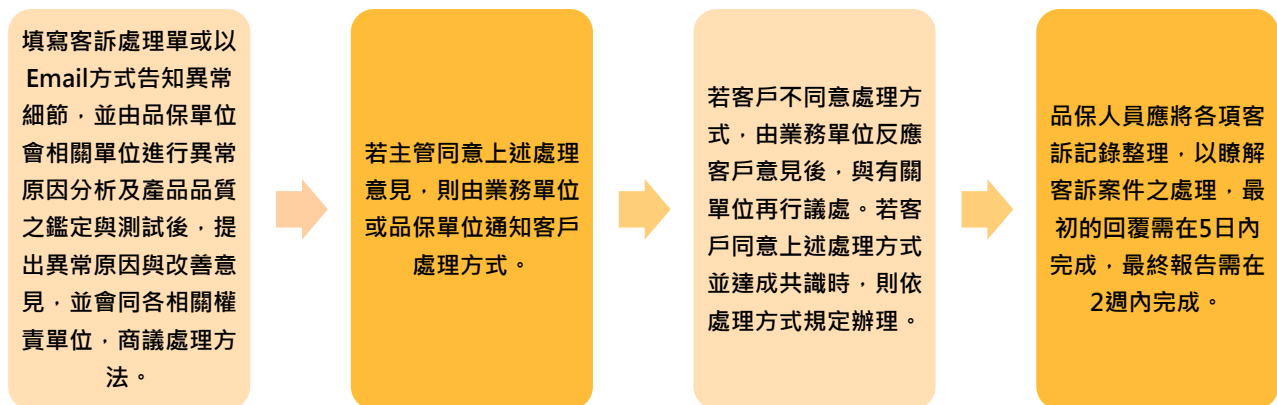 填寫客訴處理單或以
Email方式告知異常
細節，並由品保單位
會相關單位進行異常
原因分析及產品品質
之鑑定與測試後，提
出異常原因與改善意
見，並會同各相關權
責單位，商議處理方
法。
若主管同意上述處理
意見，則由業務單位
或品保單位通知客戶
處理方式。
若客戶不同意處理方
式，由業務單位反應
客戶意見後，與有關
單位再行議處。若客
戶同意上述處理方式
並達成共識時，則依
處理方式規定辦理。
品保人員應將各項客
訴記錄整理，以瞭解
客訴案件之處理，最
初的回覆需在5日內
完成，最終報告需在
2週內完成。